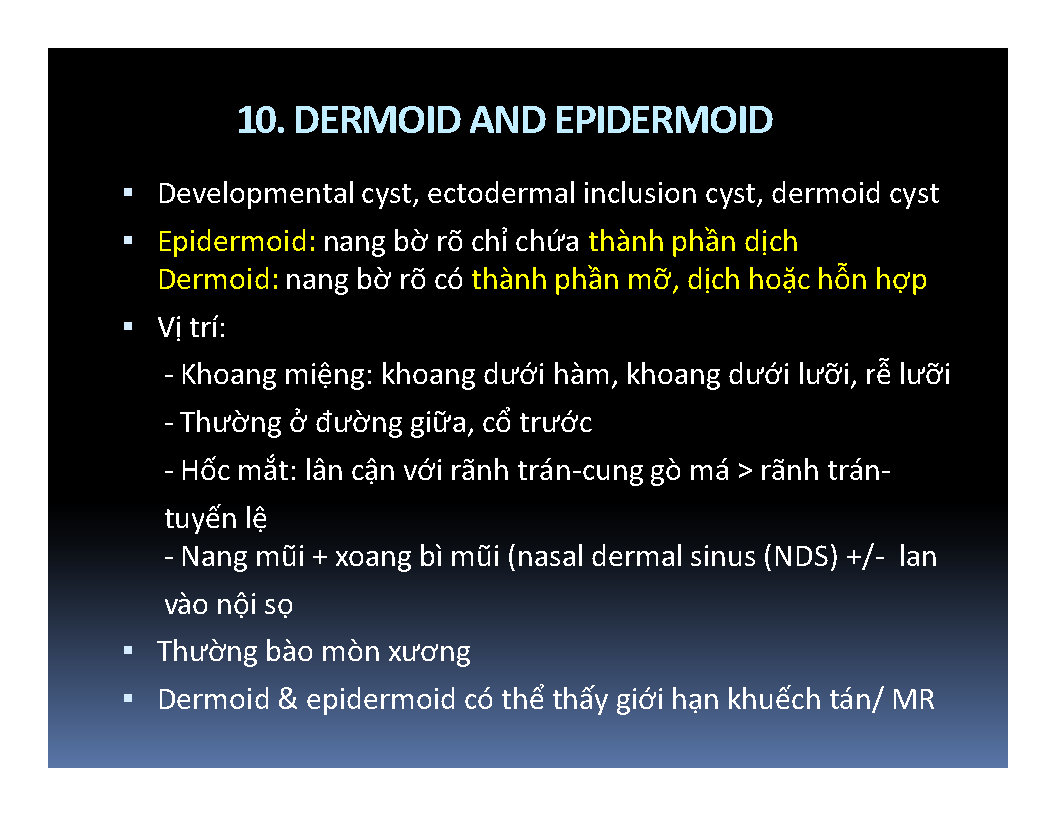 10. DERMOID AND EPIDERMOID
▪ Developmental cyst, ectodermal inclusion cyst, dermoid cyst
▪ Epidermoid: nang bờ rõ chỉ chứa thành phần dịch
Dermoid: nang bờ rõ có thành phần mỡ, dịch hoặc hỗn hợp
▪ Vị trí:
- Khoang miệng: khoang dưới hàm, khoang dưới lưỡi, rễ lưỡi
- Thường ở đường giữa, cổ trước
- Hốc mắt: lân cận với rãnh trán-cung gò má > rãnh trán-
tuyến lệ
- Nang mũi + xoang bì mũi (nasal dermal sinus (NDS) +/- lan
vào nội sọ
▪ Thường bào mòn xương
▪ Dermoid & epidermoid có thể thấy giới hạn khuếch tán/ MR